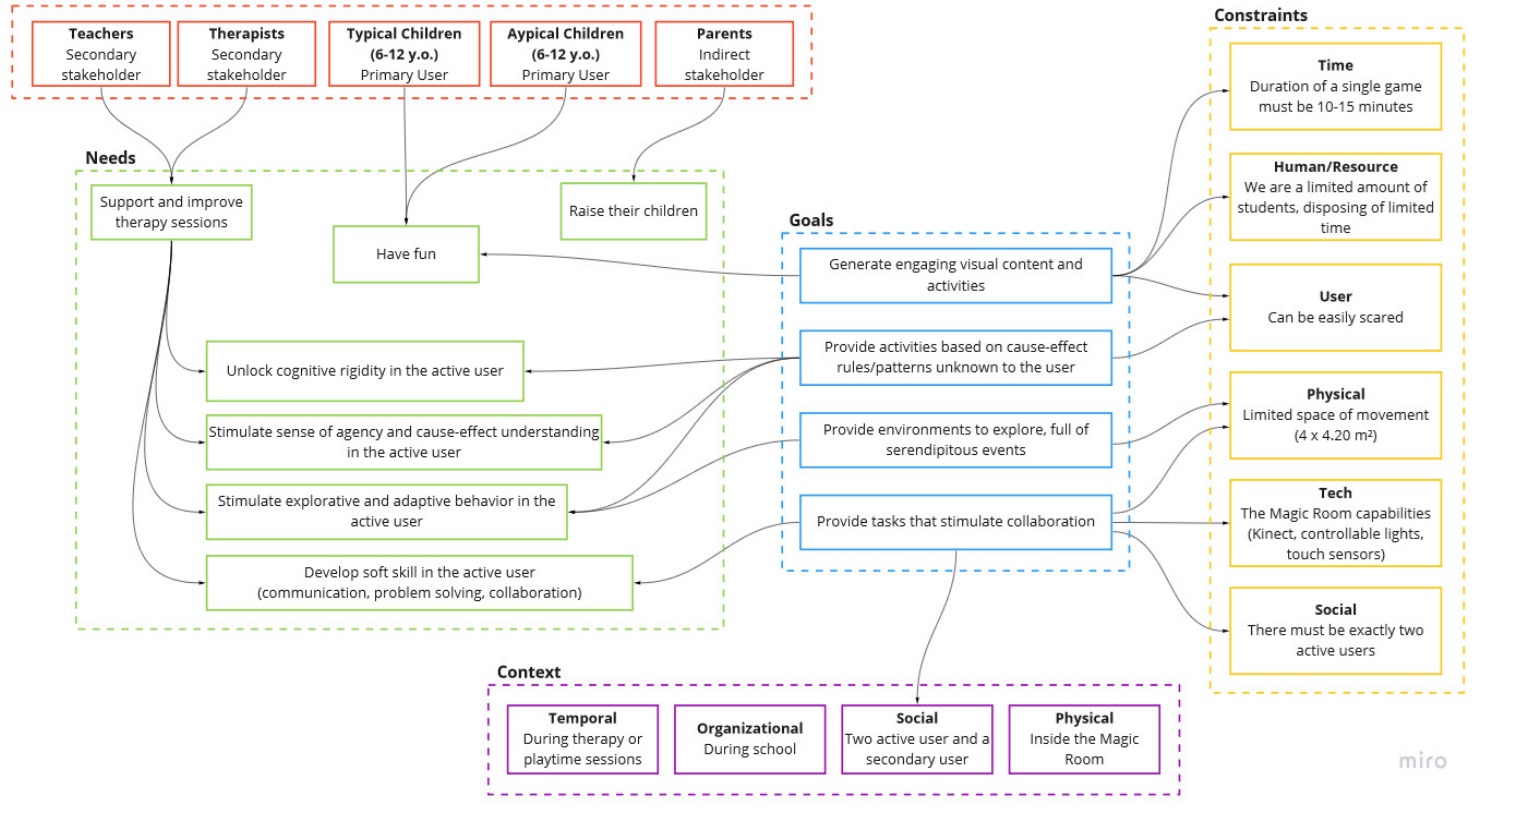 Teachers
Secondary
stakeholder
Therapists
Secondary
stakeholder
Typical Children
(6-12 y.o.)
Primary User
Aypical Children
(6-12 y.o.)
Primary User
Parents
Indirect
stakeholder
Needs
Support and improve
therapy sessions
Have fun
Raise their children
Unlock cognitive rigidity in the active user
Stimulate sense of agency and cause-effect understanding
in the active user
Stimulate explorative and adaptive behavior in the
active user
Develop soft skill in the active user
(communication, problem solving, collaboration)
Goals
Generate engaging visual content and
activities
Provide activities based on cause-effect
rules/patterns unknown to the user
Provide environments to explore, full of
serendipitous events
Provide tasks that stimulate collaboration
Constraints
Time
Duration of a single game
must be 10-15 minutes
Human/Resource
We are a limited amount of
students, disposing of limited
time
User
Can be easily scared
Physical
Limited space of movement
(4 x 4.20 m²)
Tech
The Magic Room capabilities
(Kinect, controllable lights,
touch sensors)
Social
There must be exactly two
active users
Context
Temporal
During therapy or
playtime sessions
Organizational
During school
Social
Two active user and a
secondary user
Physical
Inside the Magic
Room
miro